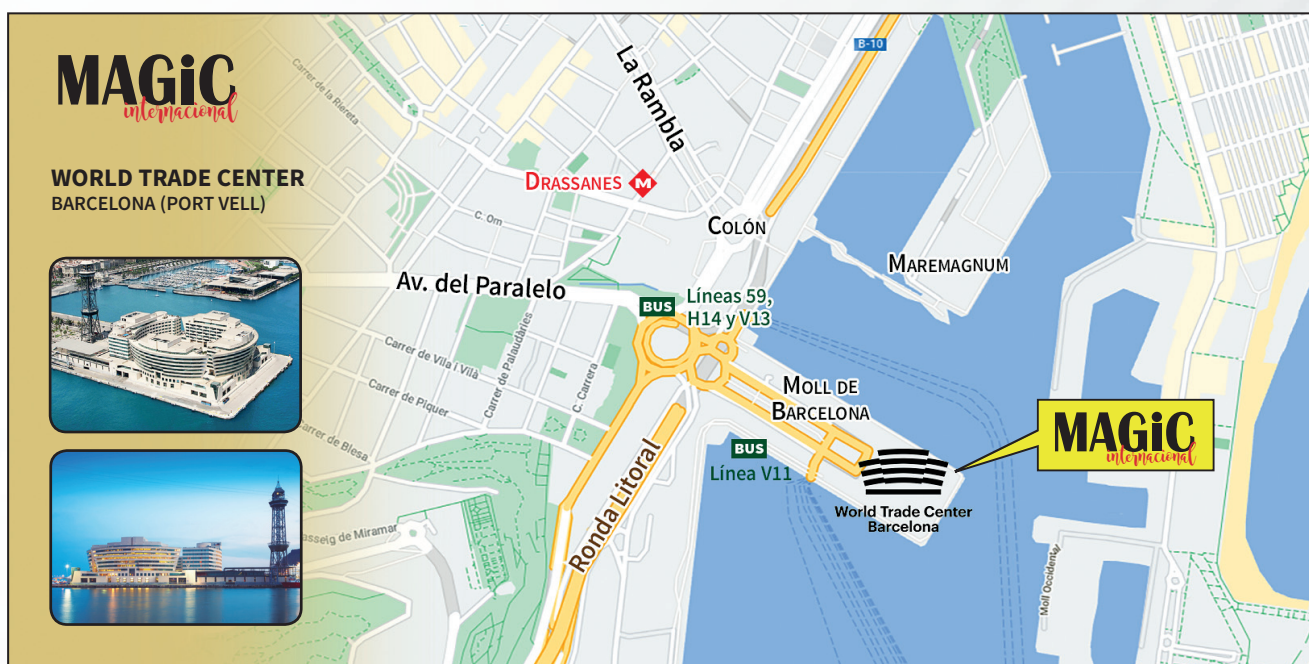 MAGiC
internacional
WORLD TRADE CENTER
BARCELONA (PORT VELL)
B-10
La Rambla
Carrer de la Riereta
DRASSANES M
C. Om
COLÓN
MAREMAGNUM
Av. del Paralelo
BUS
Líneas 59,
H14 y V13
Carrer de Vila i Vilà
Carrer de Palaudàries
Carrer de Piquer
C. Carrera
Carrer de Blesa
MOLL DE
BARCELONA
MAGiC
internacional
BUS
Línea V11
Ronda Litoral
World Trade Center
Barcelona
asseig de Miramar
Moll Occidental